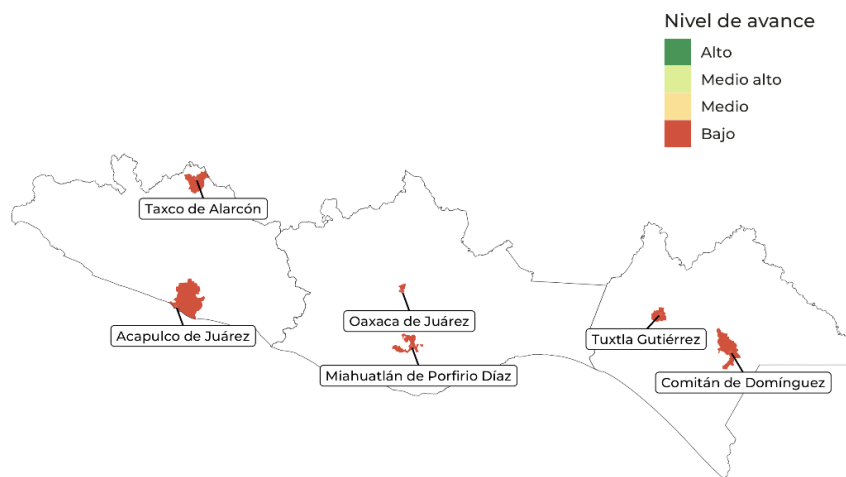 Nivel de avance
Alto
Medio alto
Medio
Bajo
Taxco de Alarcón
Acapulco de Juárez
Oaxaca de Juárez
Miahuatlán de Porfirio Díaz
Tuxtla Gutiérrez
Comitán de Domínguez